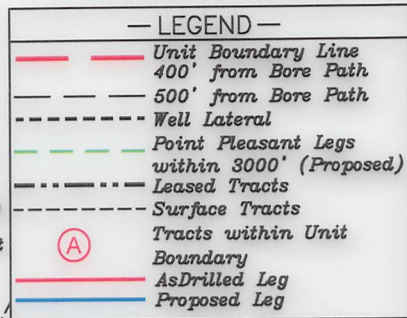 — LEGEND —
Unit Boundary Line
400' from Bore Path
500' from Bore Path
Well Lateral
Point Pleasant Legs
within 3000' (Proposed)
Leased Tracts
Surface Tracts
A Tracts within Unit
Boundary
AsDrilled Leg
Proposed Leg